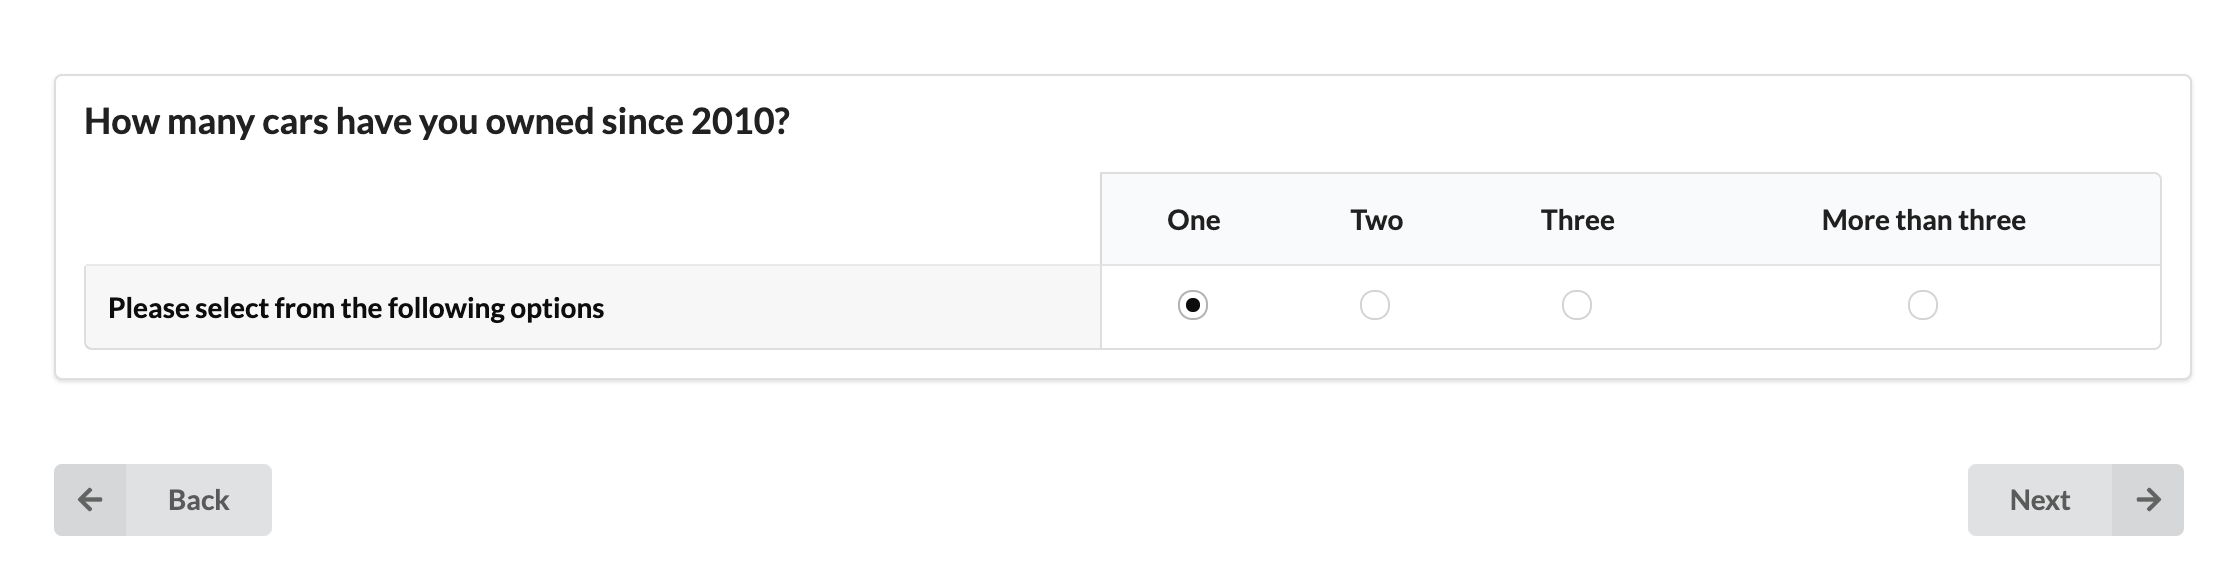 How many cars have you owned since 2010?
One Two Three More than three
Please select from the following options
Back Next